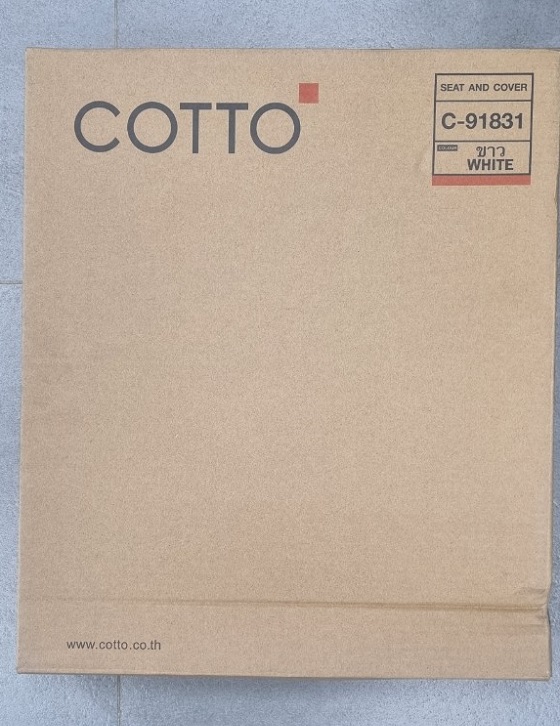 COTTO
SEAT AND COVER
C-91831
ขาว
WHITE
www.cotto.co.th